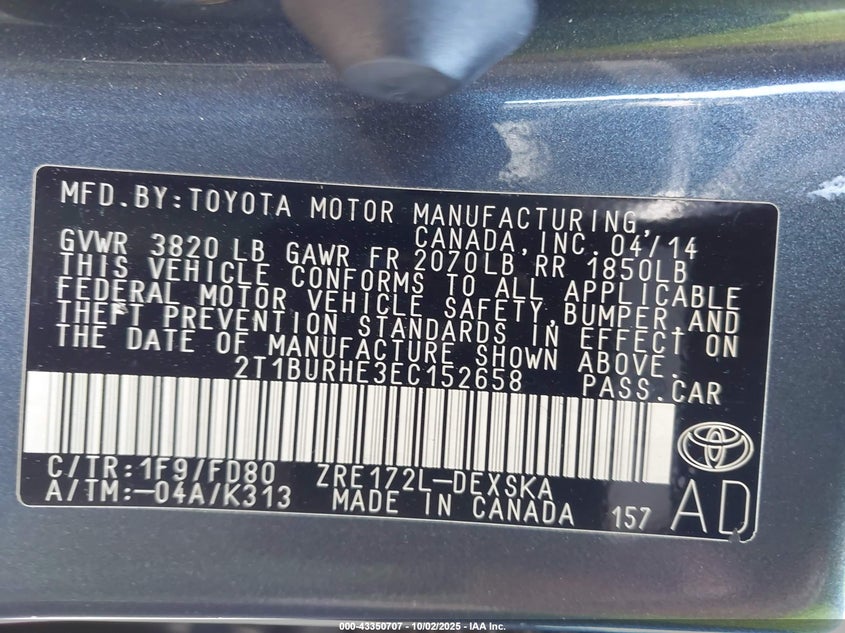 MFD.BY:TOYOTA MOTOR MANUFACTURING,
CANADA,INC. 04/14
GVWR 3820 LB GAWR FR 2070LB RR 1850LB
THIS VEHICLE CONFORMS TO ALL APPLICABLE
FEDERAL MOTOR VEHICLE SAFETY,BUMPER,AND
THEFT PREVENTION STANDARDS IN EFFECT ON
THE DATE OF MANUFACTURE SHOWN ABOVE.
2T1BURHE3EC152658 PASS.CAR
C/TR:1F9/FD80 ZRE172L-DEXSKA
A/TM:-04A/K313 MADE IN CANADA 157 AD
000-43350707 - 10/02/2025 - IAA Inc.